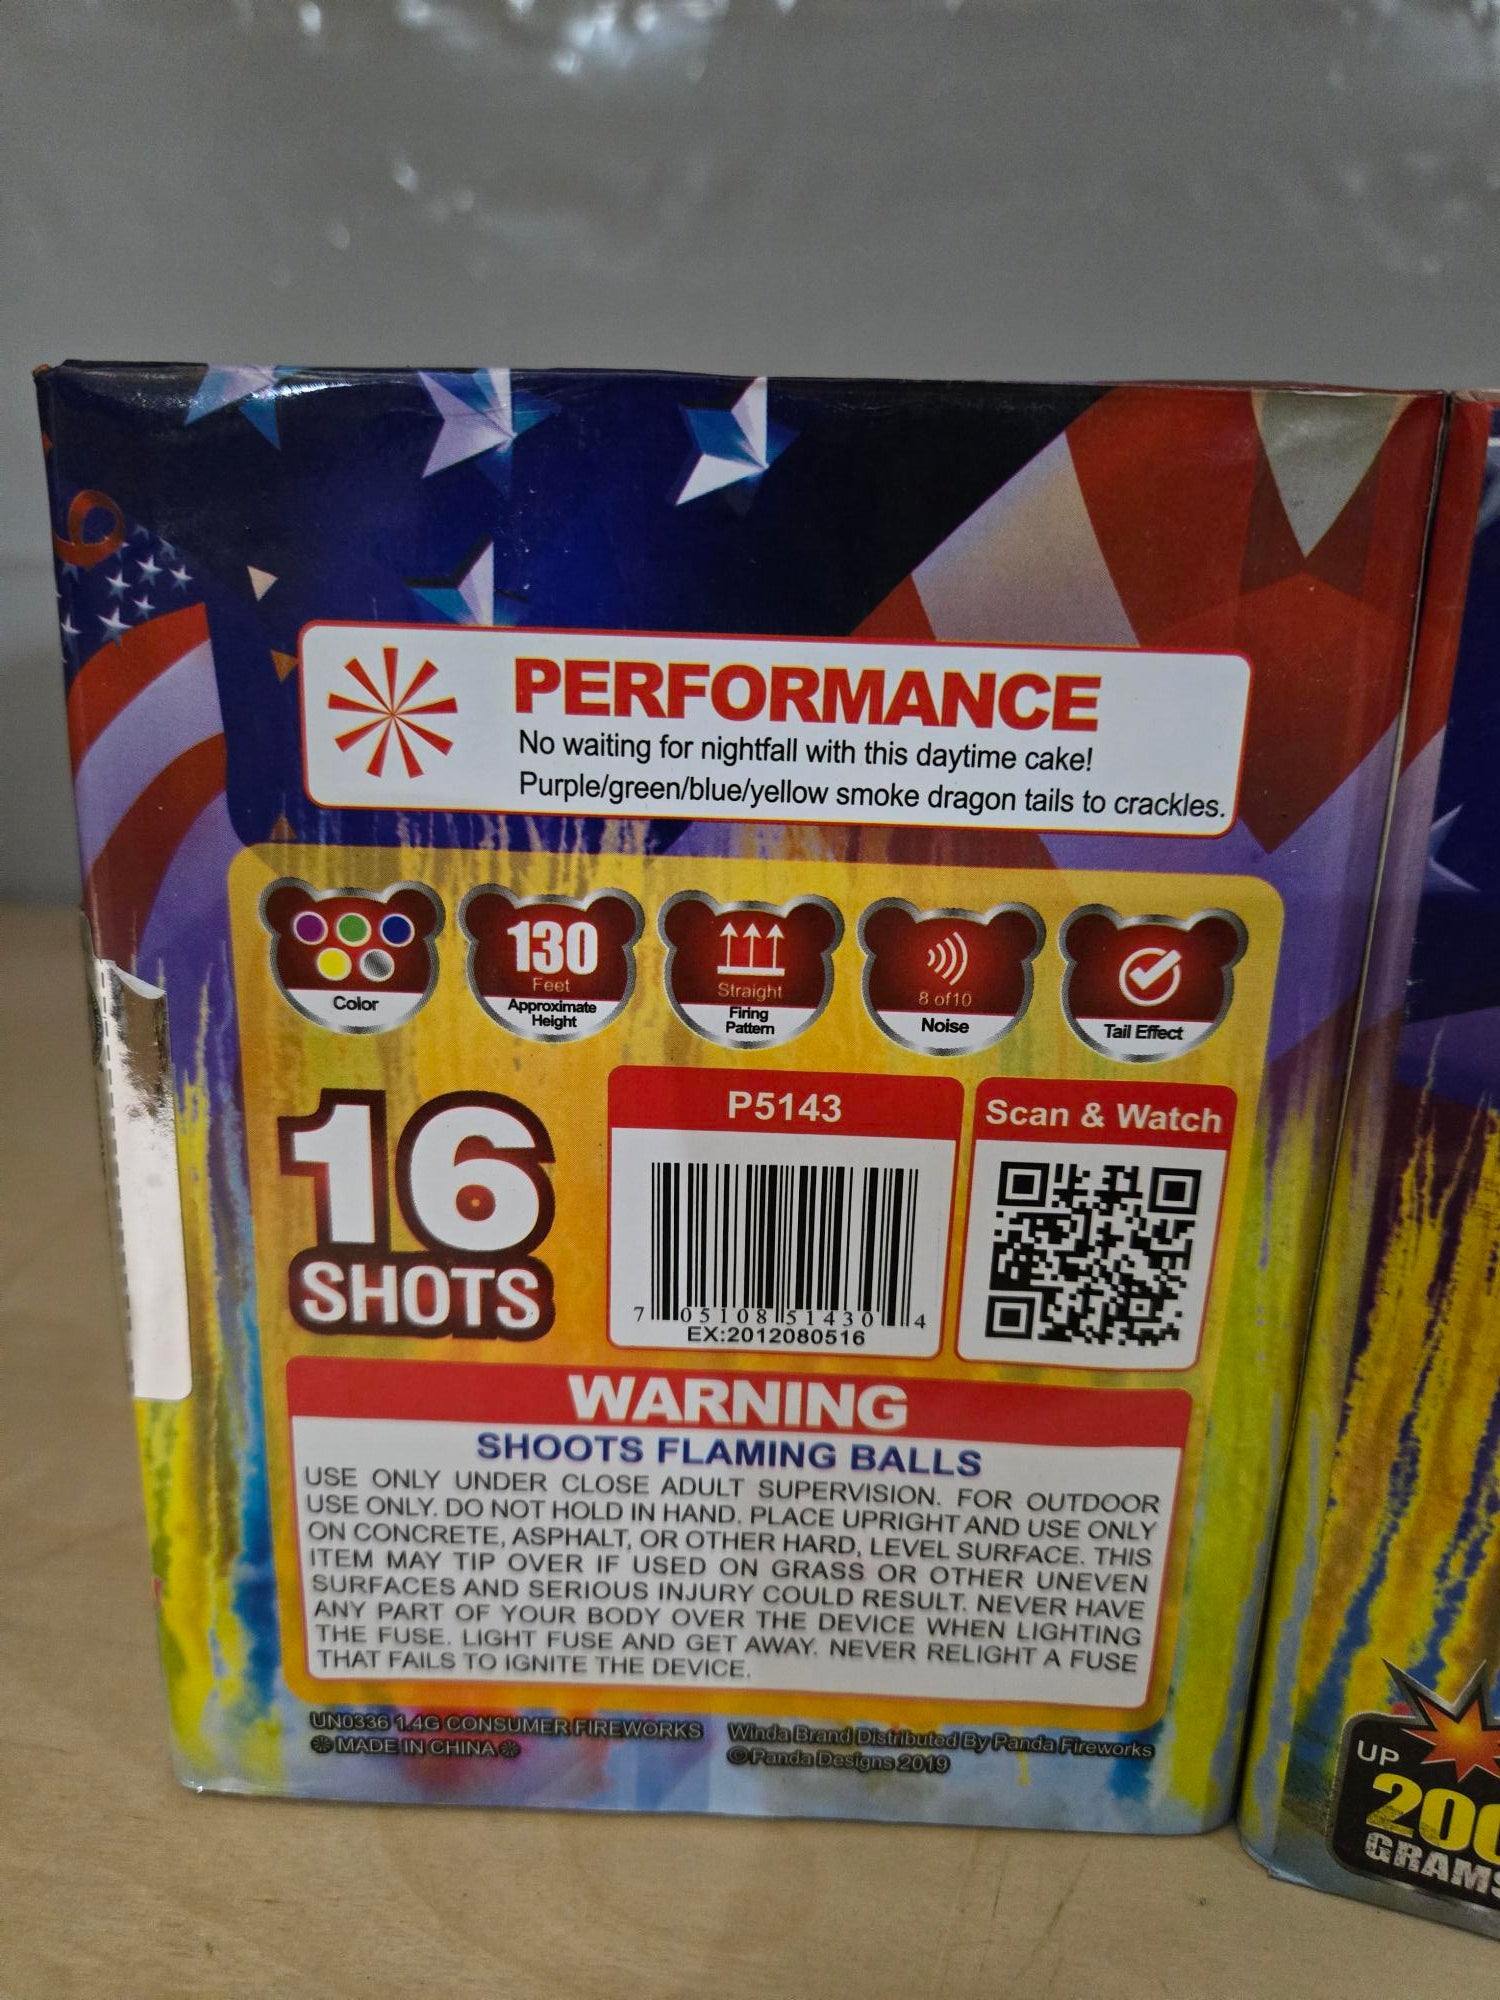 PERFORMANCE
No waiting for nightfall with this daytime cake!
Purple/green/blue/yellow smoke dragon tails to crackles.
Color
130
Feet
Approximate
Height
Straight
Firing
Pattern
8 of10
Noise
Tail Effect
16
SHOTS
P5143
7 05108 51430 4
EX:2012080516
Scan & Watch
WARNING
SHOOTS FLAMING BALLS
USE ONLY UNDER CLOSE ADULT SUPERVISION. FOR OUTDOOR
USE ONLY. DO NOT HOLD IN HAND. PLACE UPRIGHT AND USE ONLY
ON CONCRETE, ASPHALT, OR OTHER HARD, LEVEL SURFACE. THIS
ITEM MAY TIP OVER IF USED ON GRASS OR OTHER UNEVEN
SURFACES AND SERIOUS INJURY COULD RESULT. NEVER HAVE
ANY PART OF YOUR BODY OVER THE DEVICE WHEN LIGHTING
THE FUSE. LIGHT FUSE AND GET AWAY. NEVER RELIGHT A FUSE
THAT FAILS TO IGNITE THE DEVICE.
UN0336 1.4G CONSUMER FIREWORKS
MADE IN CHINA
Winda Brand Distributed By Panda Fireworks
©Panda Designs 2019
UP
200
GRAMS